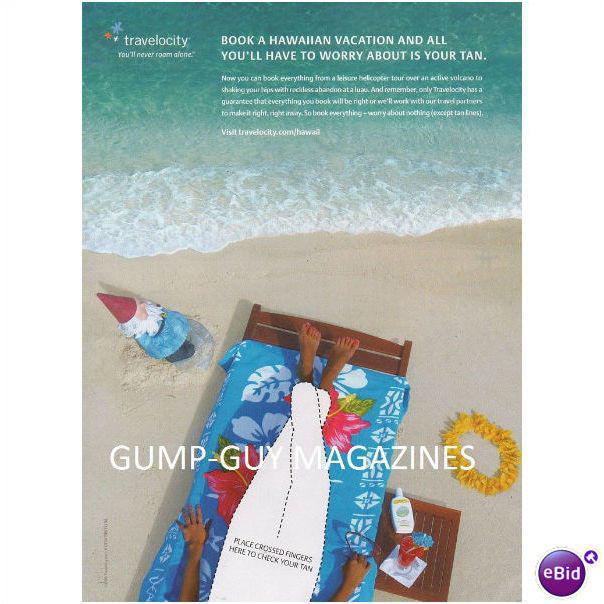 travelocity
You'll never roam alone.™
BOOK A HAWAIIAN VACATION AND ALL
YOU'LL HAVE TO WORRY ABOUT IS YOUR TAN.
Now you can book everything from a leisure helicopter tour over an active volcano to
shaking your hips with reckless abandon at a luau. And remember, only Travelocity has a
guarantee that everything you book will be right or we'll work with our travel partners
to make it right, right away. So book everything – worry about nothing (except tan lines).
Visit travelocity.com/hawaii
GUMP-GUY MAGAZINES
PLACE CROSSED FINGERS
HERE TO CHECK YOUR TAN
eBid